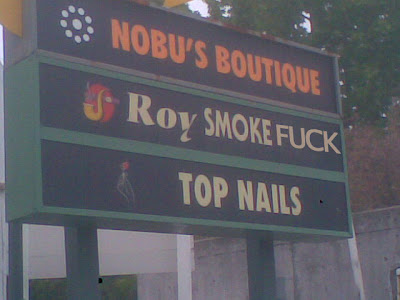 NOBU'S BOUTIQUE
Roy SMOKE FUCK
TOP NAILS